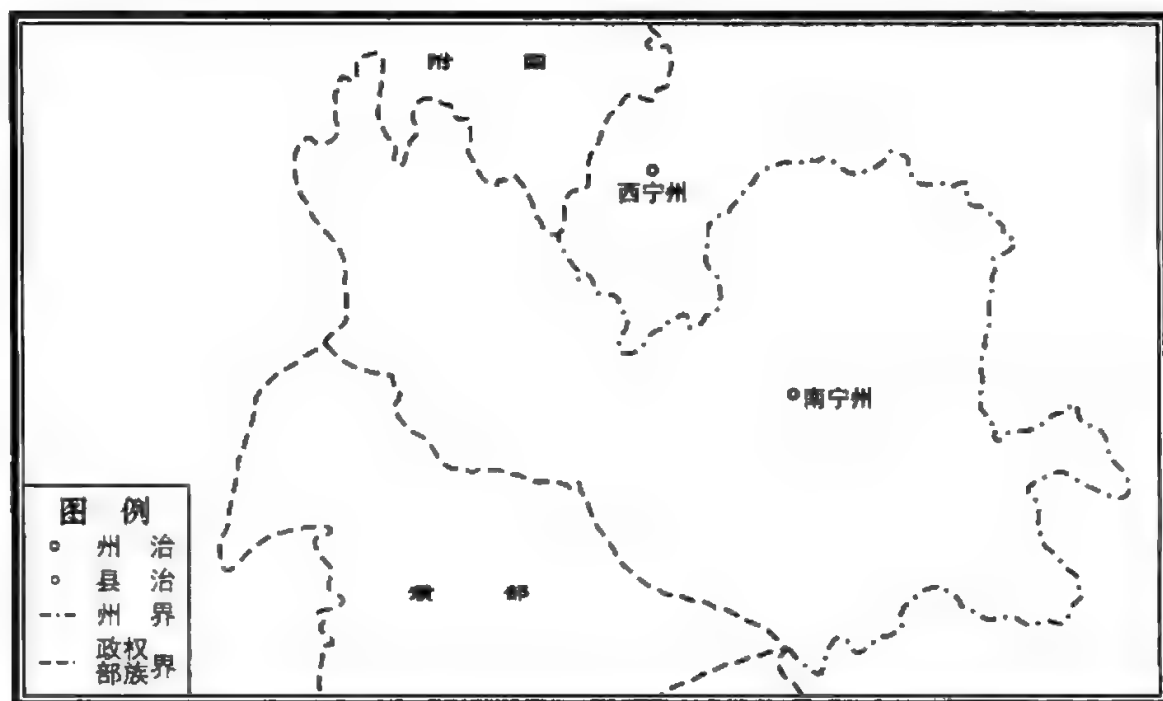 附 国
西宁州
南宁州
部
图 例
州 治
县 治
州 界
政权
部族界